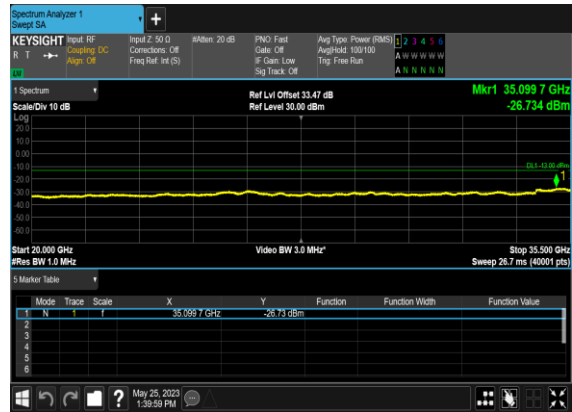 Spectrum Analyzer 1
Swept SA
KEYSIGHT
R T
Input: RF
Coupling: DC
Align: Off
Input Z: 50 Ω
Corrections: Off
Freq Ref: Int (S)
#Atten: 20 dB
PNO: Fast
Gate: Off
IF Gain: Low
Sig Track: Off
Avg Type: Power (RMS)
Avg|Hold: 100/100
Trig: Free Run
1 2 3 4 5 6
A W W W W W
A N N N N N
1 Spectrum
Scale/Div 10 dB
Ref Lvl Offset 33.47 dB
Ref Level 30.00 dBm
Mkr1 35.099 7 GHz
-26.734 dBm
Log
20.0
10.0
0.00
-10.0
-20.0
-30.0
-40.0
-50.0
-60.0
DL1 -13.00 dBm
1
Start 20.000 GHz
#Res BW 1.0 MHz
Video BW 3.0 MHz*
Stop 35.500 GHz
Sweep 26.7 ms (40001 pts)
5 Marker Table
Mode Trace Scale X Y Function Function Width Function Value
1 N 1 f 35.099 7 GHz -26.73 dBm
2
3
4
5
6
? May 25, 2023
1:39:59 PM